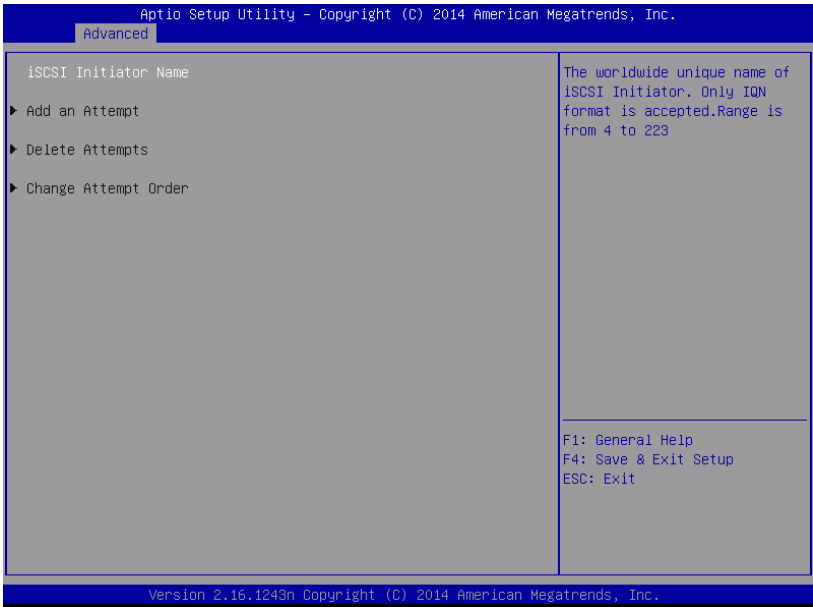 Aptio Setup Utility – Copyright (C) 2014 American Megatrends, Inc.
Advanced
iSCSI Initiator Name
Add an Attempt
Delete Attempts
Change Attempt Order
The worldwide unique name of
iSCSI Initiator. Only IQN
format is accepted.Range is
from 4 to 223
F1: General Help
F4: Save & Exit Setup
ESC: Exit
Version 2.16.1243n Copyright (C) 2014 American Megatrends, Inc.